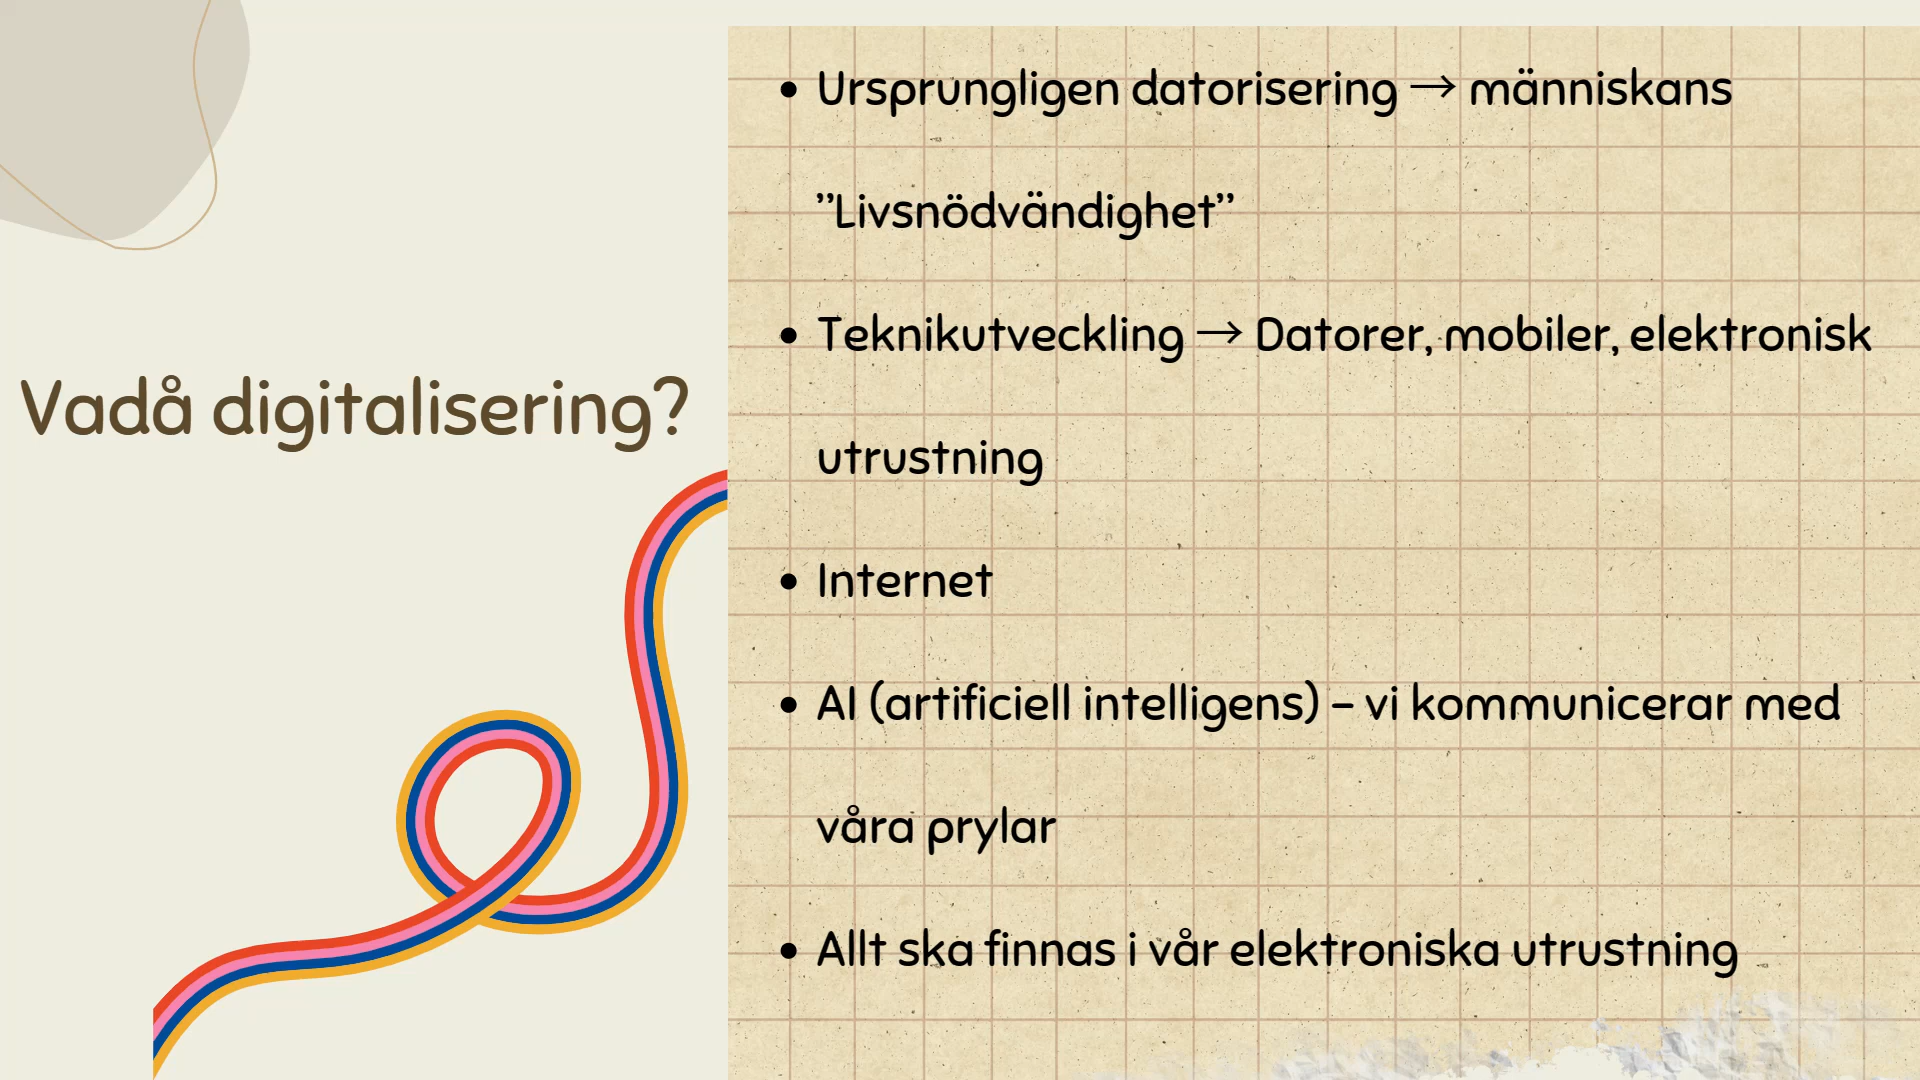 Vadå digitalisering?
• Ursprungligen datorisering → människans
”Livsnödvändighet”
• Teknikutveckling → Datorer, mobiler, elektronisk
utrustning
• Internet
• AI (artificiell intelligens) – vi kommunicerar med
våra prylar
• Allt ska finnas i vår elektroniska utrustning